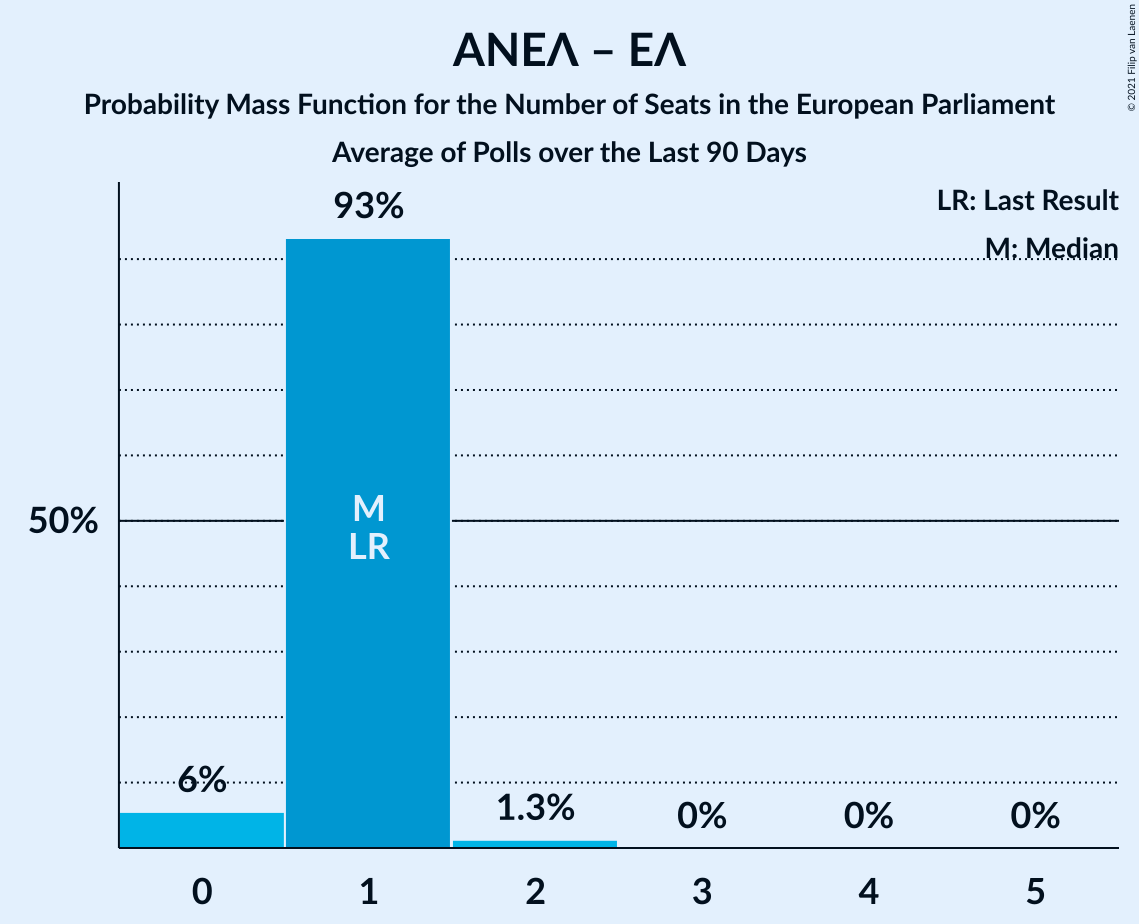 ΑΝΕΛ – ΕΛ
Probability Mass Function for the Number of Seats in the European Parliament
Average of Polls over the Last 90 Days
© 2021 Filip van Laenen
LR: Last Result
M: Median
93%
50%
M
LR
6%
1.3%
0%
0%
0%
0
1
2
3
4
5